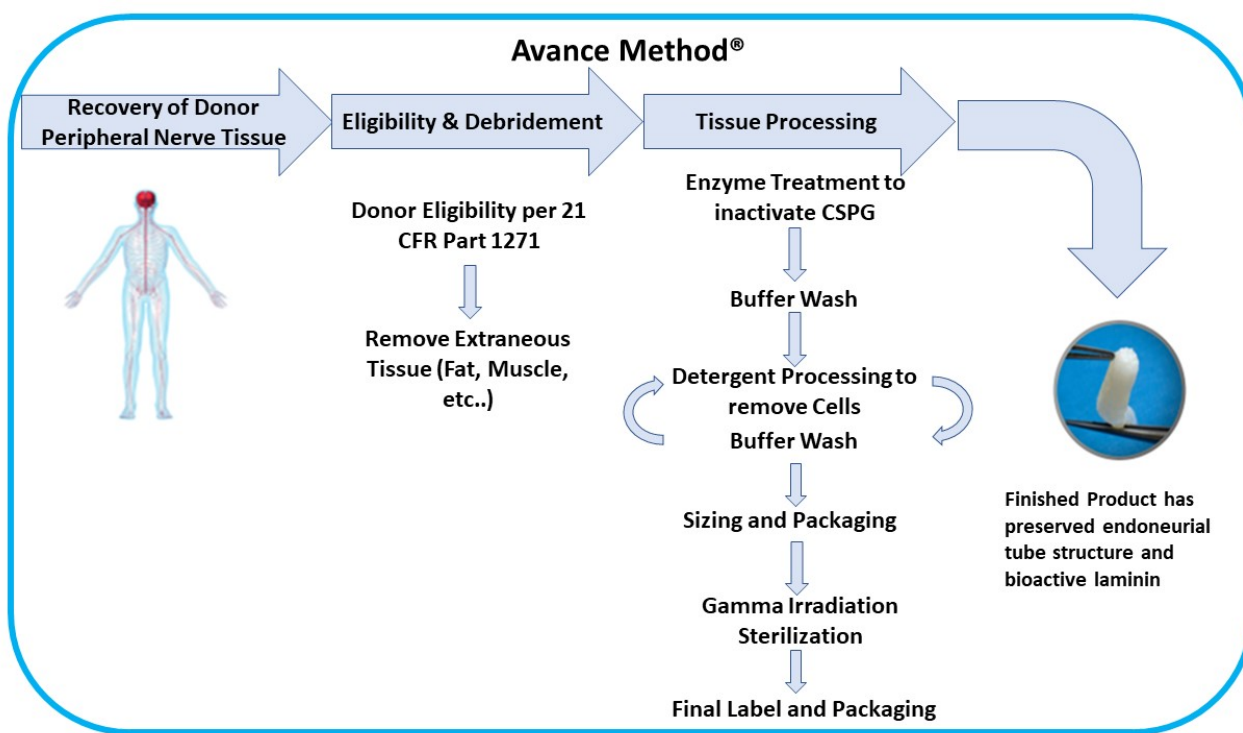 Avance Method®
Recovery of Donor
Peripheral Nerve Tissue
Eligibility & Debridement
Tissue Processing
Donor Eligibility per 21
CFR Part 1271
Remove Extraneous
Tissue (Fat, Muscle,
etc..)
Enzyme Treatment to
inactivate CSPG
Buffer Wash
Detergent Processing to
remove Cells
Buffer Wash
Sizing and Packaging
Gamma Irradiation
Sterilization
Final Label and Packaging
Finished Product has
preserved endoneurial
tube structure and
bioactive laminin